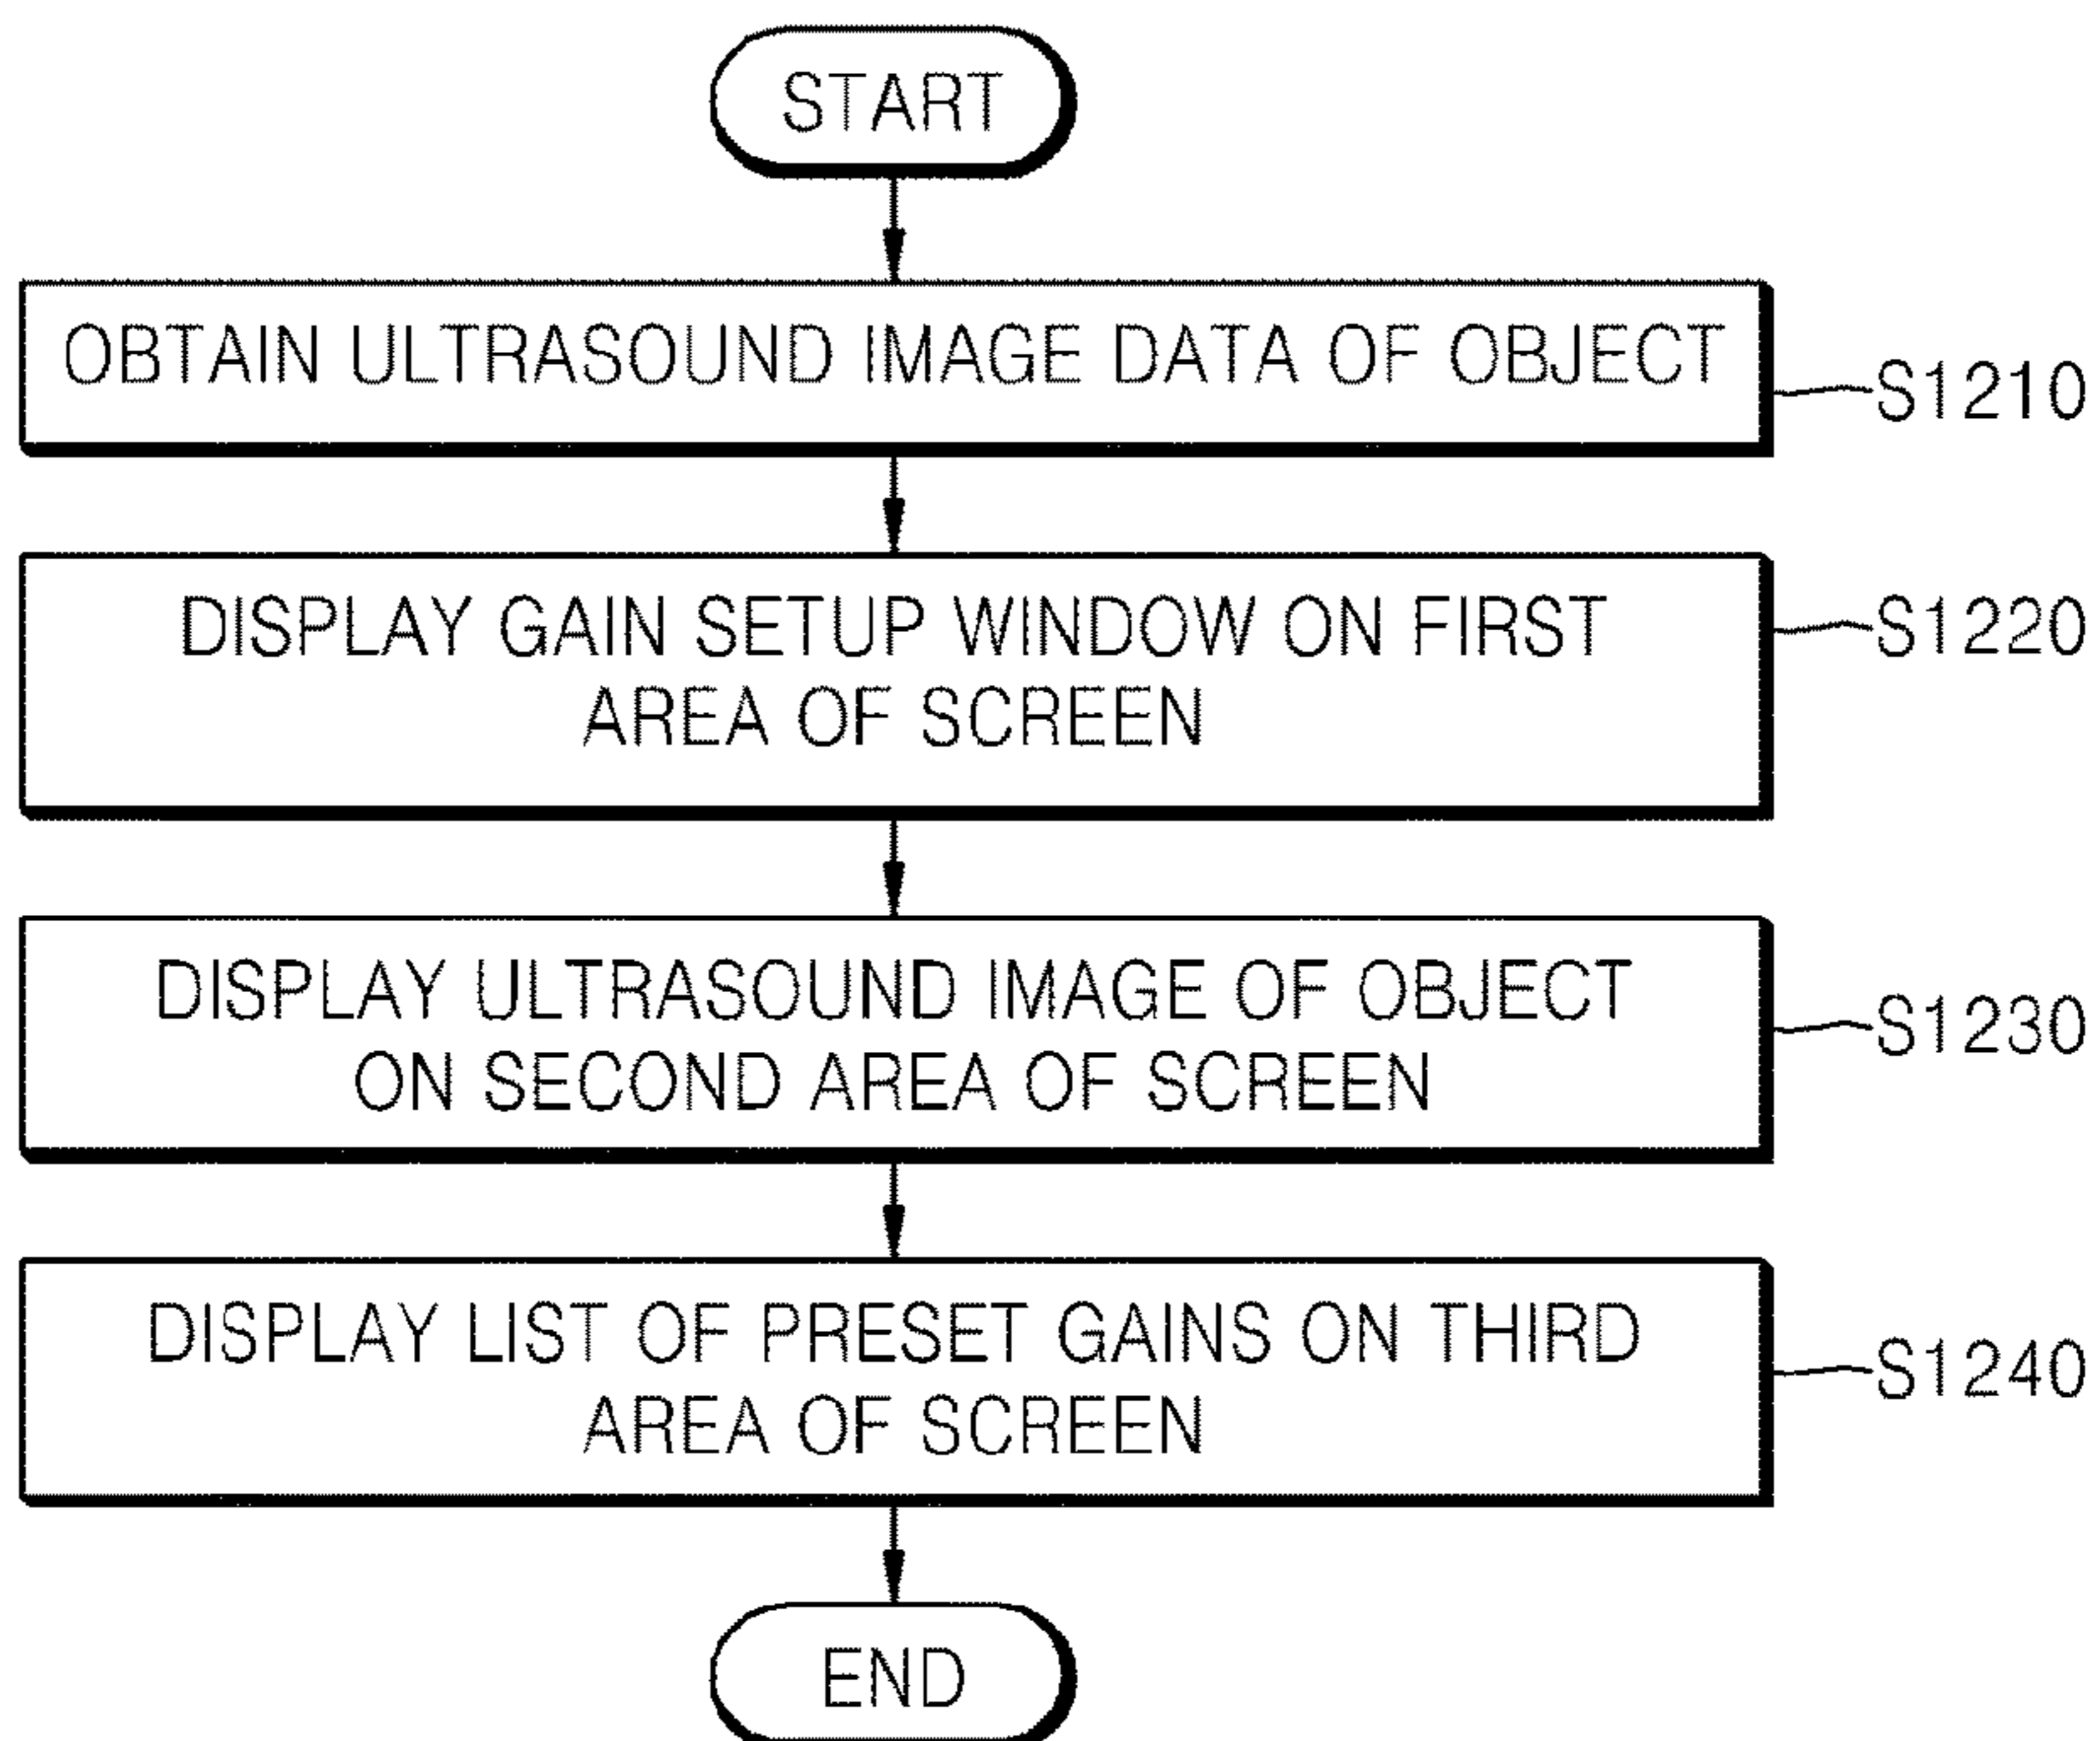 START
OBTAIN ULTRASOUND IMAGE DATA OF OBJECT
S1210
DISPLAY GAIN SETUP WINDOW ON FIRST
AREA OF SCREEN
S1220
DISPLAY ULTRASOUND IMAGE OF OBJECT
ON SECOND AREA OF SCREEN
S1230
DISPLAY LIST OF PRESET GAINS ON THIRD
AREA OF SCREEN
S1240
END